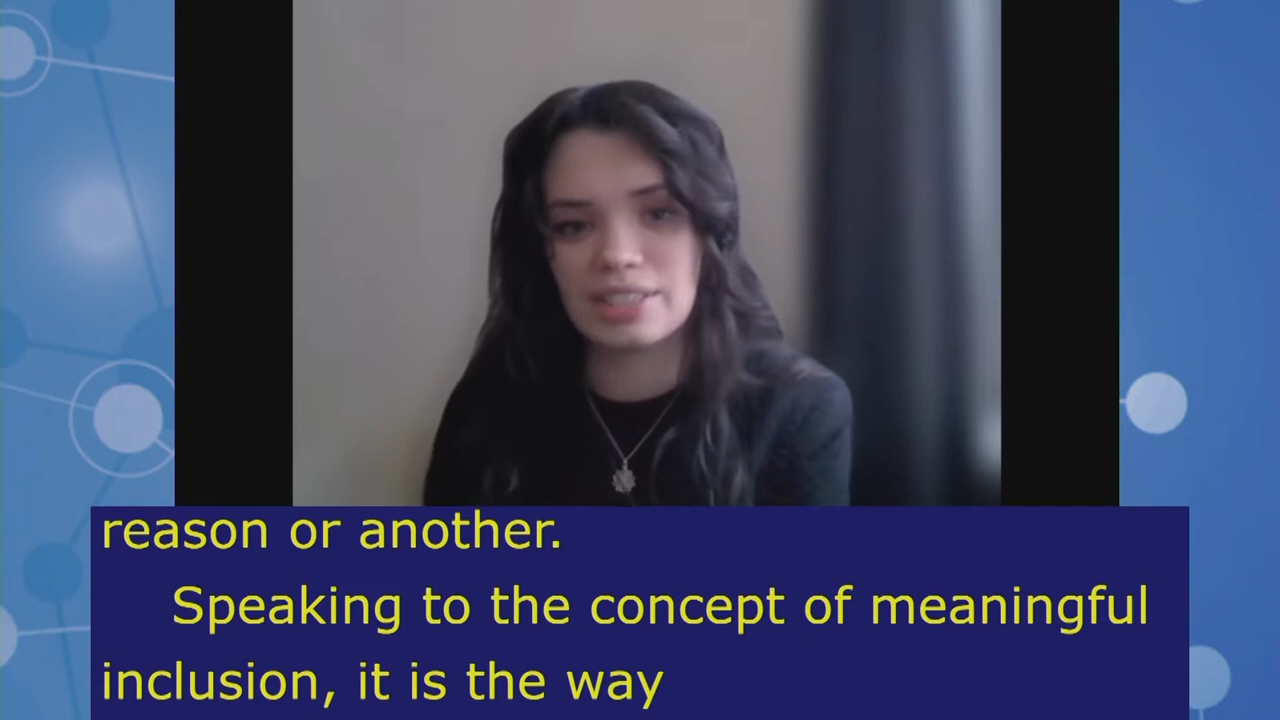 reason or another.
Speaking to the concept of meaningful
inclusion, it is the way